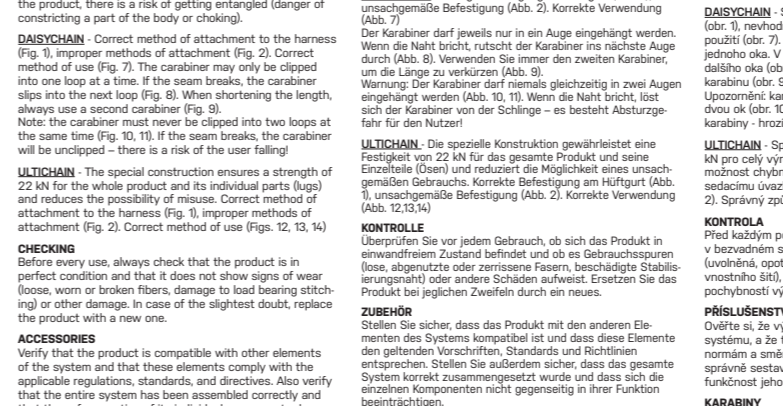 the product, there is a risk of getting entangled (danger of
constricting a part of the body or choking).
DAISYCHAIN - Correct method of attachment to the harness
(Fig. 1), improper methods of attachment (Fig. 2). Correct
method of use (Fig. 7). The carabiner may only be clipped
into one loop at a time. If the seam breaks, the carabiner
slips into the next loop (Fig. 8). When shortening the length,
always use a second carabiner (Fig. 9).
Note: the carabiner must never be clipped into two loops at
the same time (Fig. 10, 11). If the seam breaks, the carabiner
will be unclipped – there is a risk of the user falling!
ULTICHAIN - The special construction ensures a strength of
22 kN for the whole product and its individual parts (lugs)
and reduces the possibility of misuse. Correct method of
attachment to the harness (Fig. 1), improper methods of
attachment (Fig. 2). Correct method of use (Figs. 12, 13, 14)
CHECKING
Before every use, always check that the product is in
perfect condition and that it does not show signs of wear
(loose, worn or broken fibers, damage to load bearing stitch-
ing) or other damage. In case of the slightest doubt, replace
the product with a new one.
ACCESSORIES
Verify that the product is compatible with other elements
of the system and that these elements comply with the
applicable regulations, standards, and directives. Also verify
that the entire system has been assembled correctly and
unsachgemäße Befestigung (Abb. 2). Korrekte Verwendung
(Abb. 7)
Der Karabiner darf jeweils nur in ein Auge eingehängt werden.
Wenn die Naht bricht, rutscht der Karabiner ins nächste Auge
durch (Abb. 8). Verwenden Sie immer den zweiten Karabiner,
um die Länge zu verkürzen (Abb. 9).
Warnung: Der Karabiner darf niemals gleichzeitig in zwei Augen
eingehängt werden (Abb. 10, 11). Wenn die Naht bricht, löst
sich der Karabiner von der Schlinge – es besteht Absturzge-
fahr für den Nutzer!
ULTICHAIN - Die spezielle Konstruktion gewährleistet eine
Festigkeit von 22 kN für das gesamte Produkt und seine
Einzelteile (Ösen) und reduziert die Möglichkeit eines unsach-
gemäßen Gebrauchs. Korrekte Befestigung am Hüftgurt (Abb.
1), unsachgemäße Befestigung (Abb. 2). Korrekte Verwendung
(Abb. 12,13,14)
KONTROLLE
Überprüfen Sie vor jedem Gebrauch, ob sich das Produkt in
einwandfreiem Zustand befindet und ob es Gebrauchsspuren
(lose, abgenutzte oder zerrissene Fasern, beschädigte Stabilis-
ierungsnaht) oder andere Schäden aufweist. Ersetzen Sie das
Produkt bei jeglichen Zweifeln durch ein neues.
ZUBEHÖR
Stellen Sie sicher, dass das Produkt mit den anderen Ele-
menten des Systems kompatibel ist und dass diese Elemente
den geltenden Vorschriften, Standards und Richtlinien
entsprechen. Stellen Sie außerdem sicher, dass das gesamte
System korrekt zusammengesetzt wurde und dass sich die
einzelnen Komponenten nicht gegenseitig in ihrer Funktion
beeinträchtigen.
DAISYCHAIN -
(obr. 1), nevhod
použití (obr. 7).
jednoho oka. V
dalšího oka (ob
karabinu (obr. 9
Upozornění: ka
dvou ok (obr. 10
karabiny - hrozí
ULTICHAIN - Sp
kN pro celý výr
možnost chybn
sedacímu úvaz
2). Správný způ
KONTROLA
Před každým p
v bezvadném s
(uvolněná, opot
vnostního šití),
pochybností vý
PŘÍSLUŠENSTV
Ověřte si, že vý
systému, a že t
normám a smě
správně sestav
funkčnost jeho
KARABINY